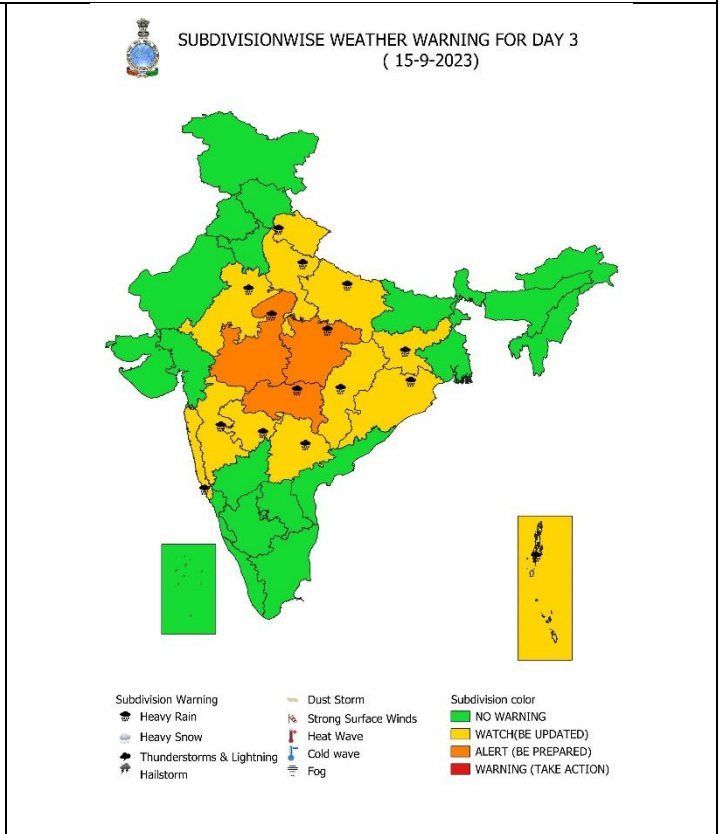 SUBDIVISIONWISE WEATHER WARNING FOR DAY 3
( 15-9-2023)
Subdivision Warning
Heavy Rain
Heavy Snow
Thunderstorms & Lightning
Hailstorm
Dust Storm
Strong Surface Winds
Heat Wave
Cold wave
Fog
Subdivision color
NO WARNING
WATCH(BE UPDATED)
ALERT (BE PREPARED)
WARNING (TAKE ACTION)